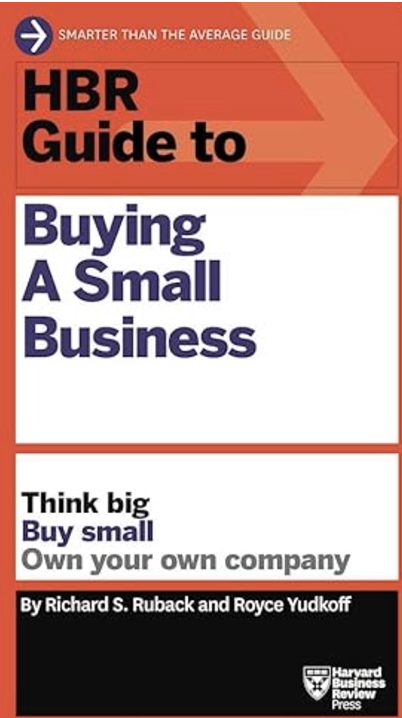 SMARTER THAN THE AVERAGE GUIDE
HBR
Guide to
Buying
A Small
Business
Think big
Buy small
Own your own company
By Richard S. Ruback and Royce Yudkoff
Harvard
Business
Review
Press